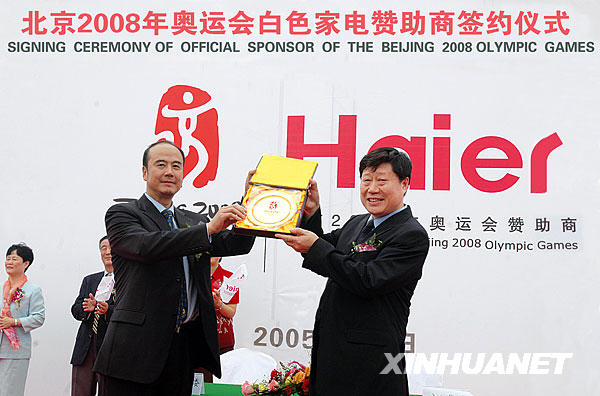 北京2008年奥运会白色家电赞助商签约仪式
SIGNING CEREMONY OF OFFICIAL SPONSOR OF THE BEIJING 2008 OLYMPIC GAMES
Haier
奥运会赞助商
2008 Olympic Games
2005
日
XINHUANET